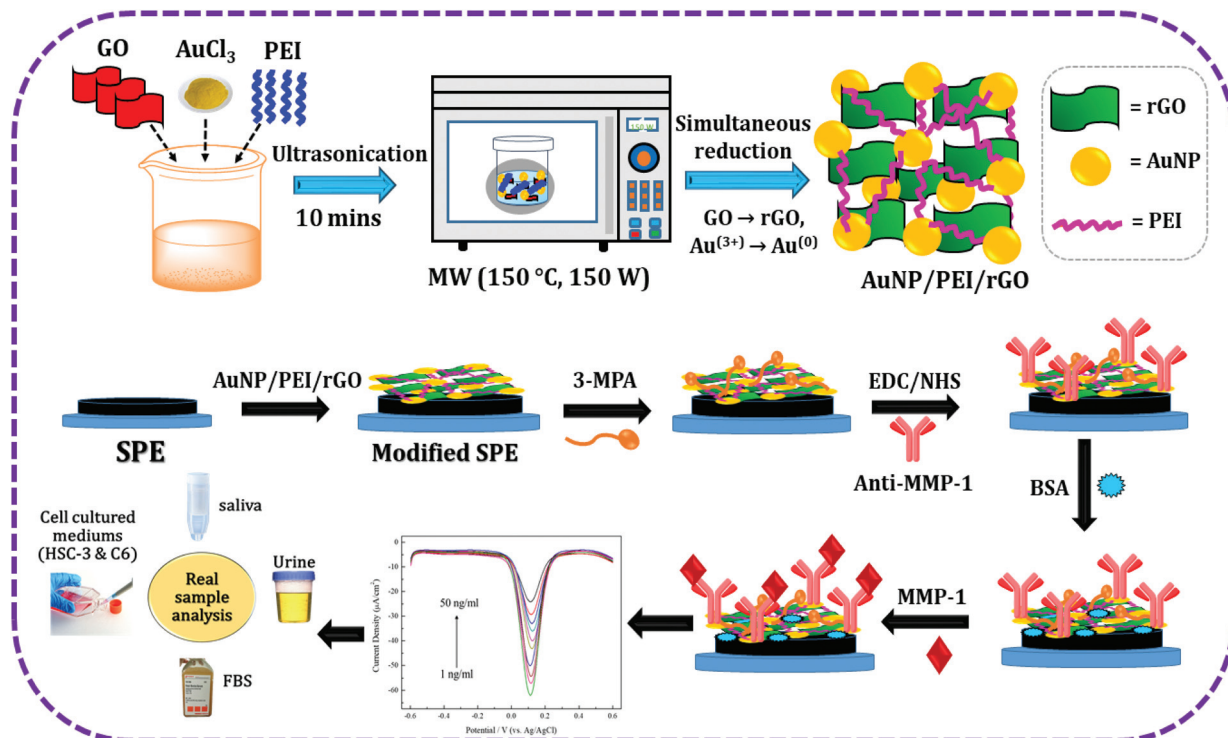 GO
AuCl3
PEI
Ultrasonication
10 mins
150 W
MW (150 °C, 150 W)
Simultaneous
reduction
GO → rGO,
Au(3+) → Au(0)
AuNP/PEI/rGO
= rGO
= AuNP
= PEI
SPE
AuNP/PEI/rGO
Modified SPE
3-MPA
EDC/NHS
Anti-MMP-1
BSA
MMP-1
Current Density (µA/cm²)
0
-10
-20
-30
-40
-50
-60
50 ng/ml
1 ng/ml
-0.6
-0.4
-0.2
0.0
0.2
0.4
0.6
Potential / V (vs. Ag/AgCl)
saliva
Cell cultured
mediums
(HSC-3 & C6)
Urine
Real
sample
analysis
FBS